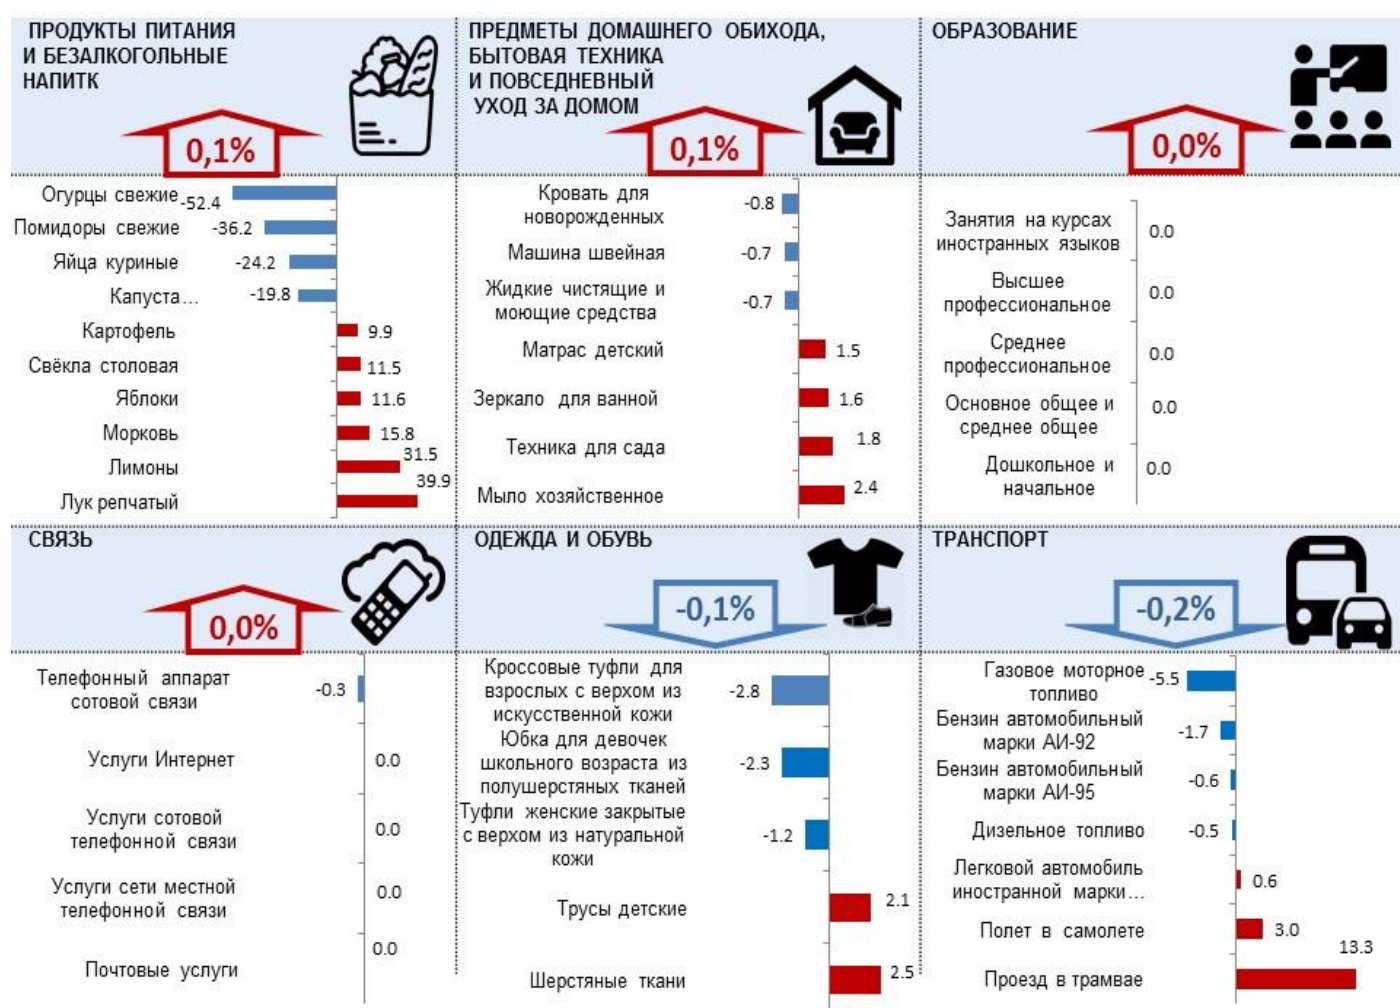 ПРОДУКТЫ ПИТАНИЯ
И БЕЗАЛКОГОЛЬНЫЕ
НАПИТК
0,1%
Огурцы свежие -52.4
Помидоры свежие -36.2
Яйца куриные -24.2
Капуста... -19.8
Картофель 9.9
Свёкла столовая 11.5
Яблоки 11.6
Морковь 15.8
Лимоны 31.5
Лук репчатый 39.9
ПРЕДМЕТЫ ДОМАШНЕГО ОБИХОДА,
БЫТОВАЯ ТЕХНИКА
И ПОВСЕДНЕВНЫЙ
УХОД ЗА ДОМОМ
0,1%
Кровать для
новорожденных -0.8
Машина швейная -0.7
Жидкие чистящие и
моющие средства -0.7
Матрас детский 1.5
Зеркало для ванной 1.6
Техника для сада 1.8
Мыло хозяйственное 2.4
ОБРАЗОВАНИЕ
0,0%
Занятия на курсах
иностранных языков 0.0
Высшее
профессиональное 0.0
Среднее
профессиональное 0.0
Основное общее и
среднее общее 0.0
Дошкольное и
начальное 0.0
СВЯЗЬ
0,0%
Телефонный аппарат
сотовой связи -0.3
Услуги Интернет 0.0
Услуги сотовой
телефонной связи 0.0
Услуги сети местной
телефонной связи 0.0
Почтовые услуги 0.0
ОДЕЖДА И ОБУВЬ
-0,1%
Кроссовые туфли для
взрослых с верхом из
искусственной кожи -2.8
Юбка для девочек
школьного возраста из
полушерстяных тканей -2.3
Туфли женские закрытые
с верхом из натуральной
кожи -1.2
Трусы детские 2.1
Шерстяные ткани 2.5
ТРАНСПОРТ
-0,2%
Газовое моторное
топливо -5.5
Бензин автомобильный
марки АИ-92 -1.7
Бензин автомобильный
марки АИ-95 -0.6
Дизельное топливо -0.5
Легковой автомобиль
иностранной марки... 0.6
Полет в самолете 3.0
Проезд в трамвае 13.3